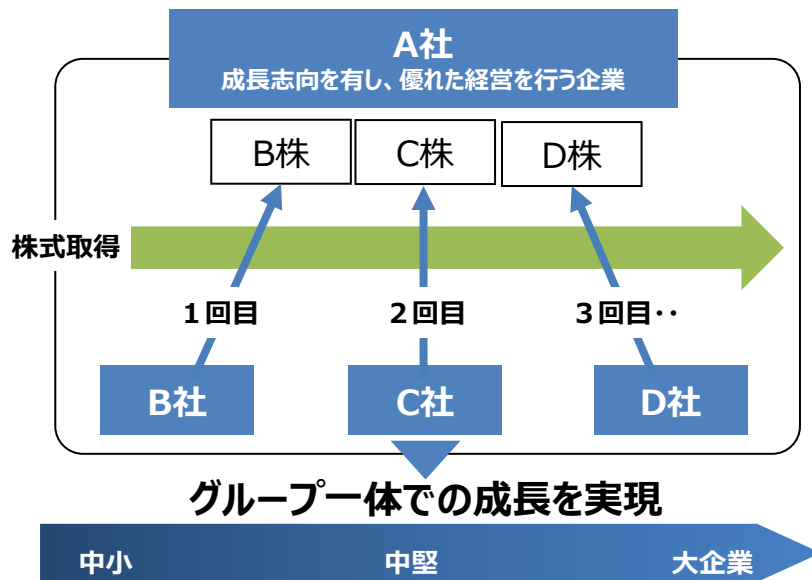 A社
成長志向を有し、優れた経営を行う企業
B株
C株
D株
株式取得
1回目
2回目
3回目‥
B社
C社
D社
グループ一体での成長を実現
中小
中堅
大企業